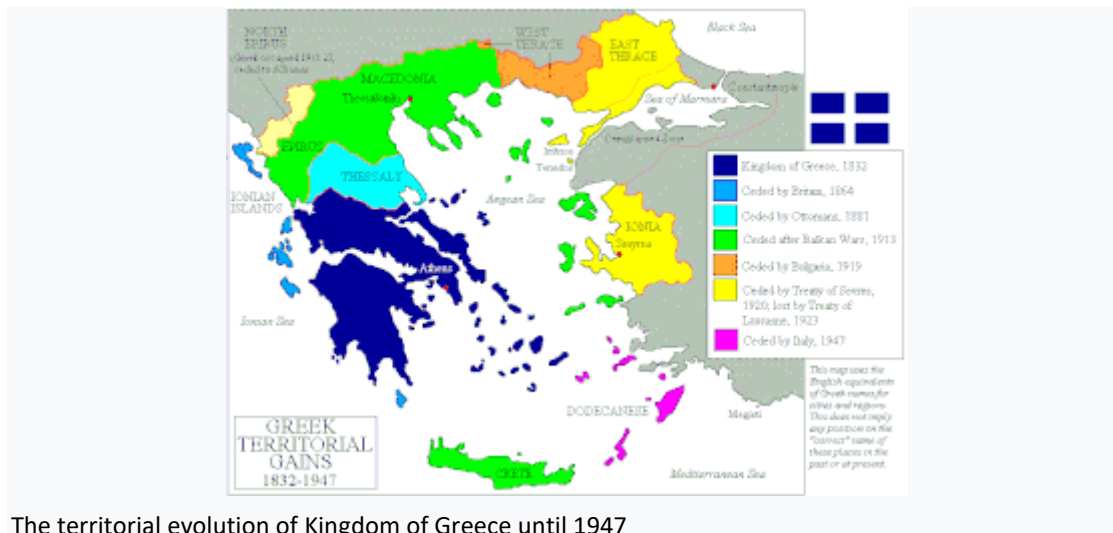 Black Sea
NORTH
EPIRUS
WEST
EAST
THRACE
MACEDONIA
Constantinople
Thessaloniki
Sea of Marmara
EPIRUS
Imbros
Tenedos
Kingdom of Greece, 1832
THESSALY
Ceded by Britain, 1864
IONIAN
ISLANDS
Aegean Sea
Ceded by Ottomans, 1881
IONIA
Ceded after Balkan Wars, 1913
Smyrna
Ceded by Bulgaria, 1919
Athens
Ceded by Treaty of Sevres,
1920; lost by Treaty of
Lausanne, 1923
Ionian Sea
Ceded by Italy, 1947
This map uses the
English equivalents
of Greek names for
cities and regions
This does not imply
any position on the
"correct" name of
these places in the
past or at present.
DODECANESE
Megisti
GREEK
TERRITORIAL
GAINS
1832-1947
CRETE
Mediterranean Sea
The territorial evolution of Kingdom of Greece until 1947